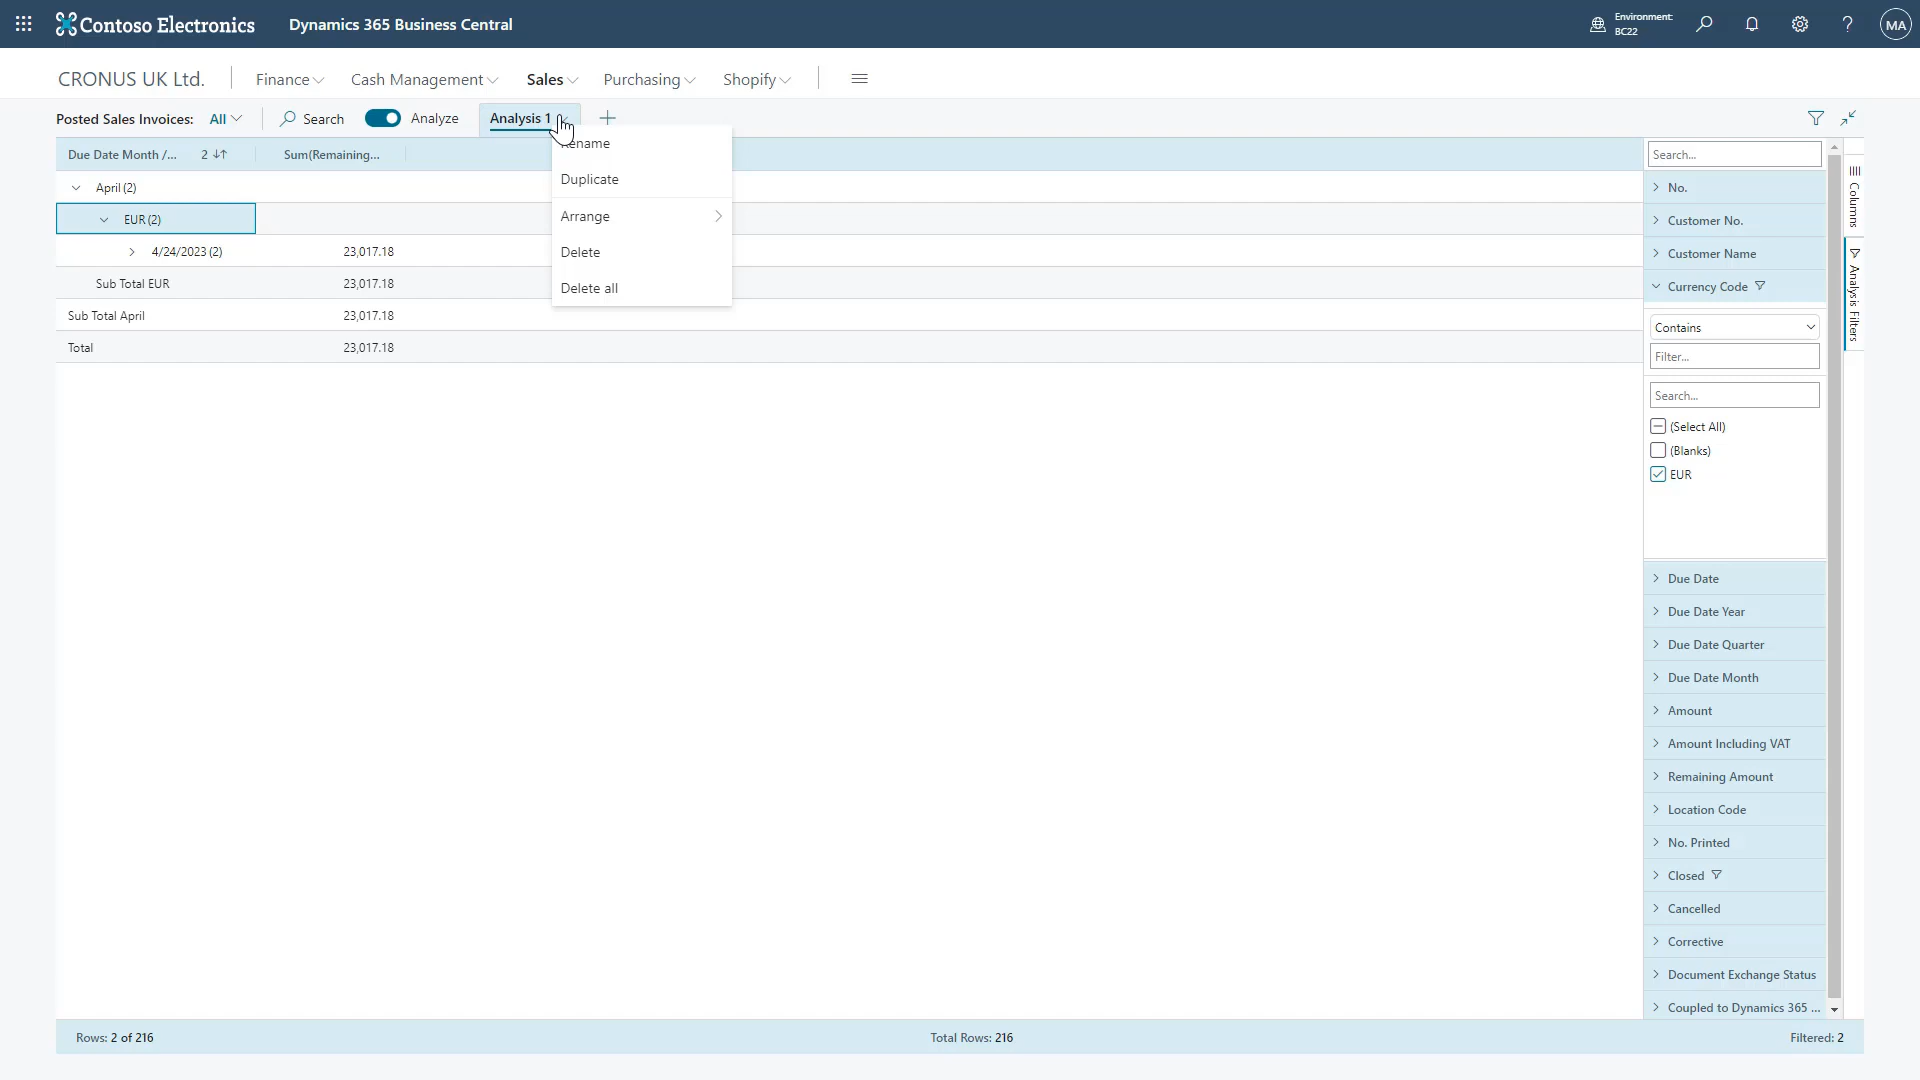 Contoso Electronics
Dynamics 365 Business Central
Environment:
BC22
MA
CRONUS UK Ltd.
Finance
Cash Management
Sales
Purchasing
Shopify
Posted Sales Invoices:
All
Search
Analyze
Analysis 1
Due Date Month /...
2
Sum(Remaining...
Rename
Duplicate
Arrange
Delete
Delete all
April (2)
EUR (2)
4/24/2023 (2)
23,017.18
Sub Total EUR
23,017.18
Sub Total April
23,017.18
Total
23,017.18
Search...
No.
Customer No.
Customer Name
Currency Code
Contains
Filter...
Search...
(Select All)
(Blanks)
EUR
Due Date
Due Date Year
Due Date Quarter
Due Date Month
Amount
Amount Including VAT
Remaining Amount
Location Code
No. Printed
Closed
Cancelled
Corrective
Document Exchange Status
Coupled to Dynamics 365 ...
Columns
Analysis Filters
Rows: 2 of 216
Total Rows: 216
Filtered: 2